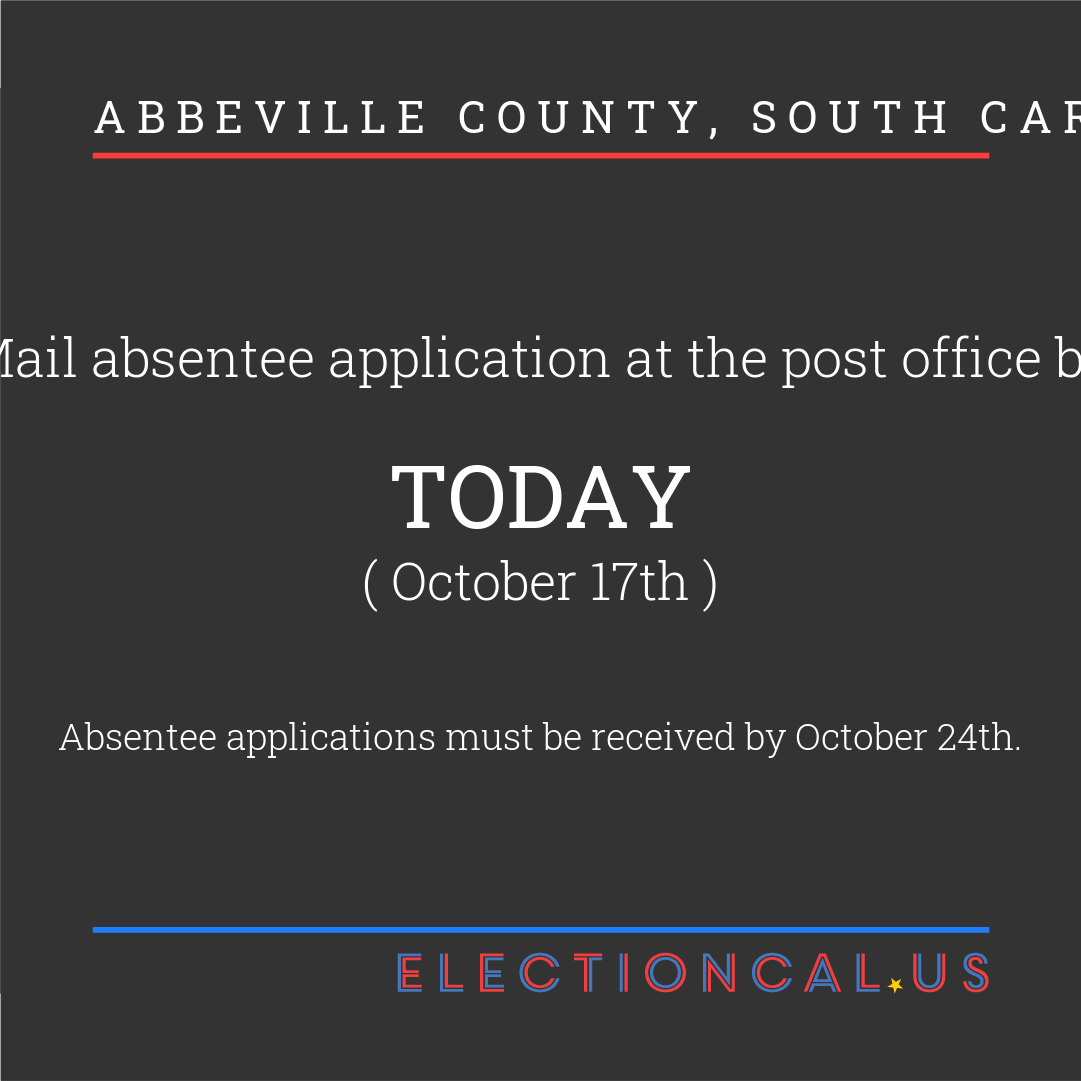 ABBEVILLE COUNTY, SOUTH CAR
Mail absentee application at the post office b
TODAY
( October 17th )
Absentee applications must be received by October 24th.
ELECTIONCAL.US